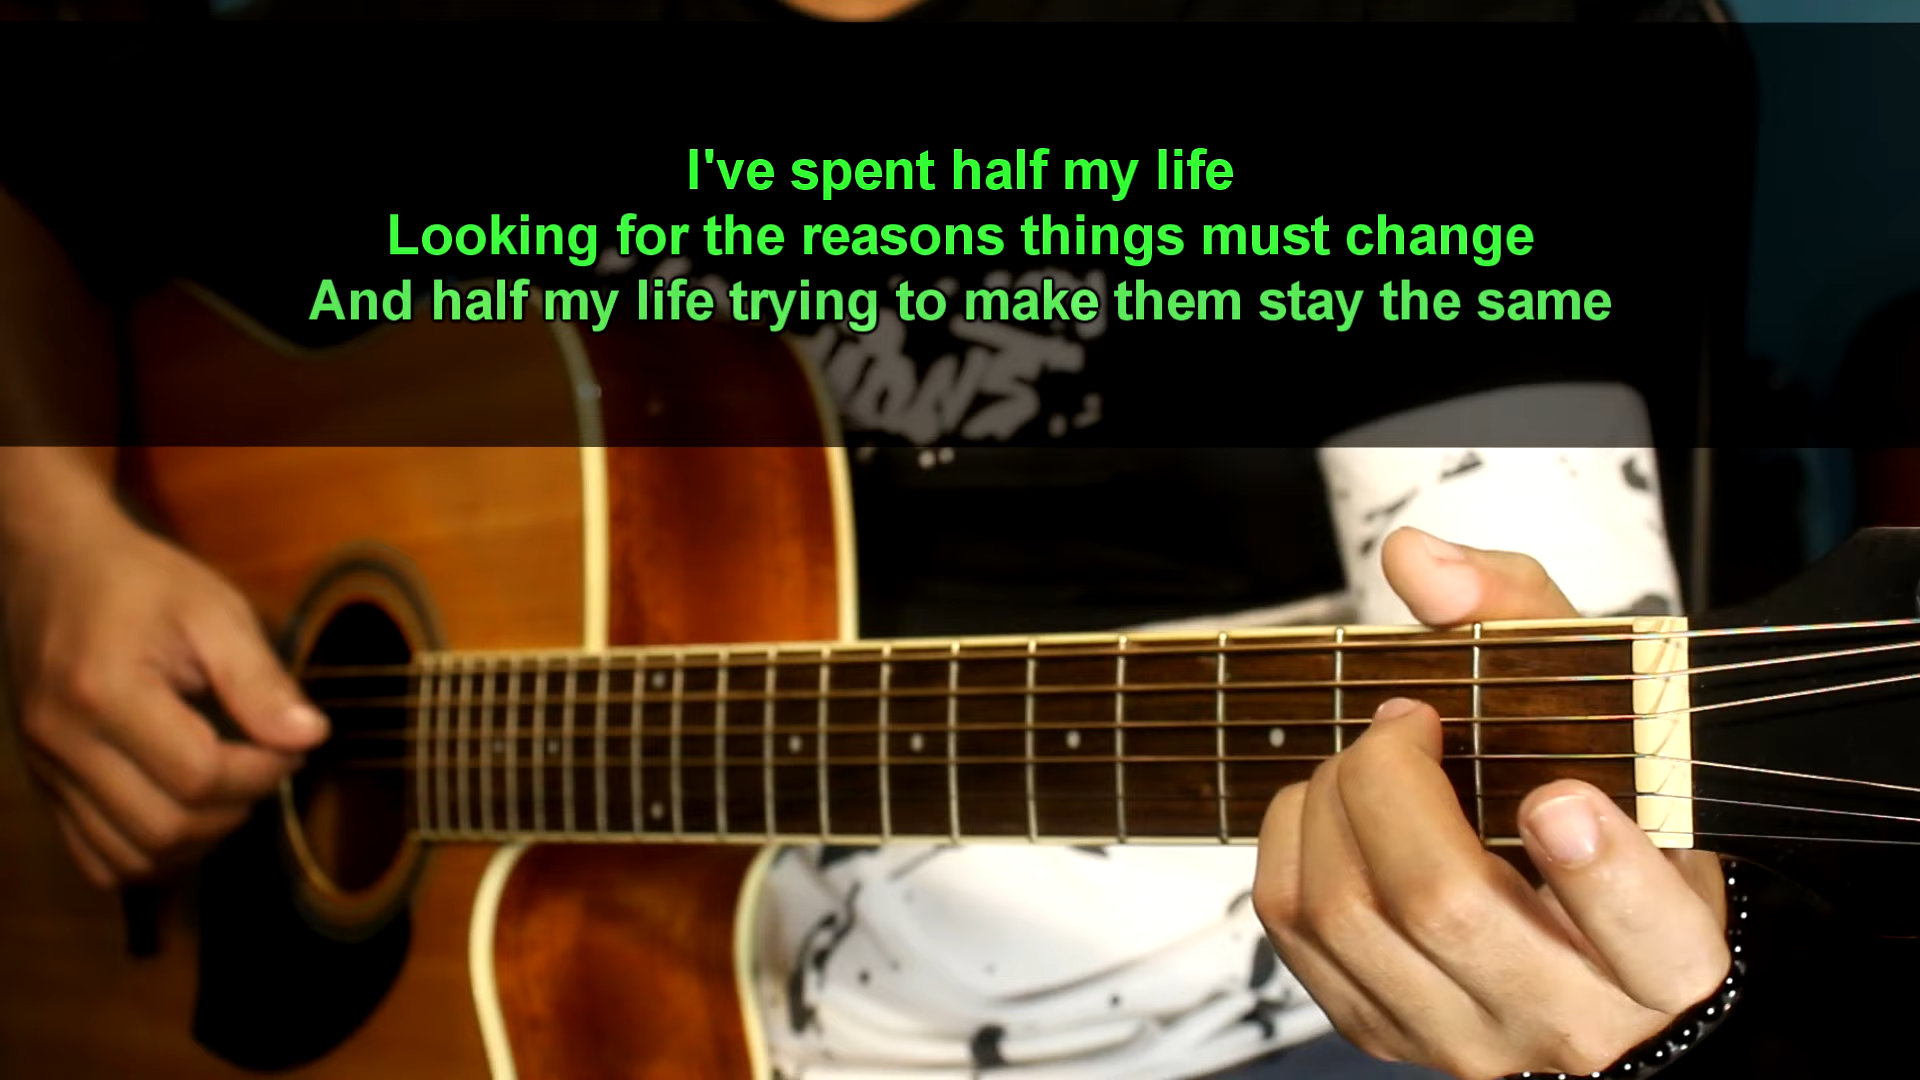 I've spent half my life
Looking for the reasons things must change
And half my life trying to make them stay the same